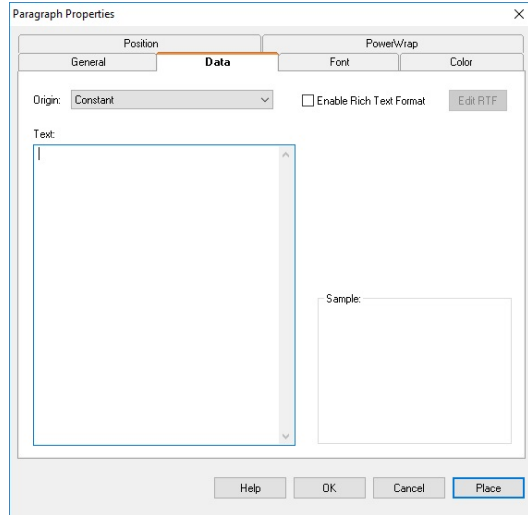 Paragraph Properties
Position PowerWrap
General Data Font Color
Origin: Constant Enable Rich Text Format Edit RTF
Text:
Sample:
Help OK Cancel Place